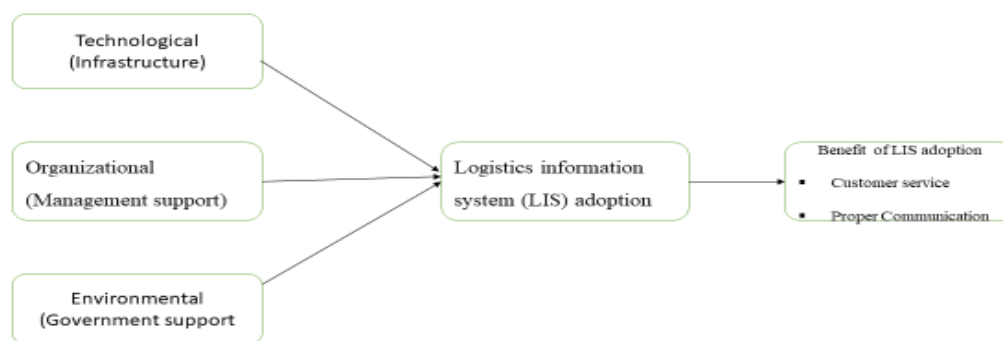 Technological
(Infrastructure)
Organizational
(Management support)
Environmental
(Government support
Logistics information
system (LIS) adoption
Benefit of LIS adoption
▪ Customer service
▪ Proper Communication